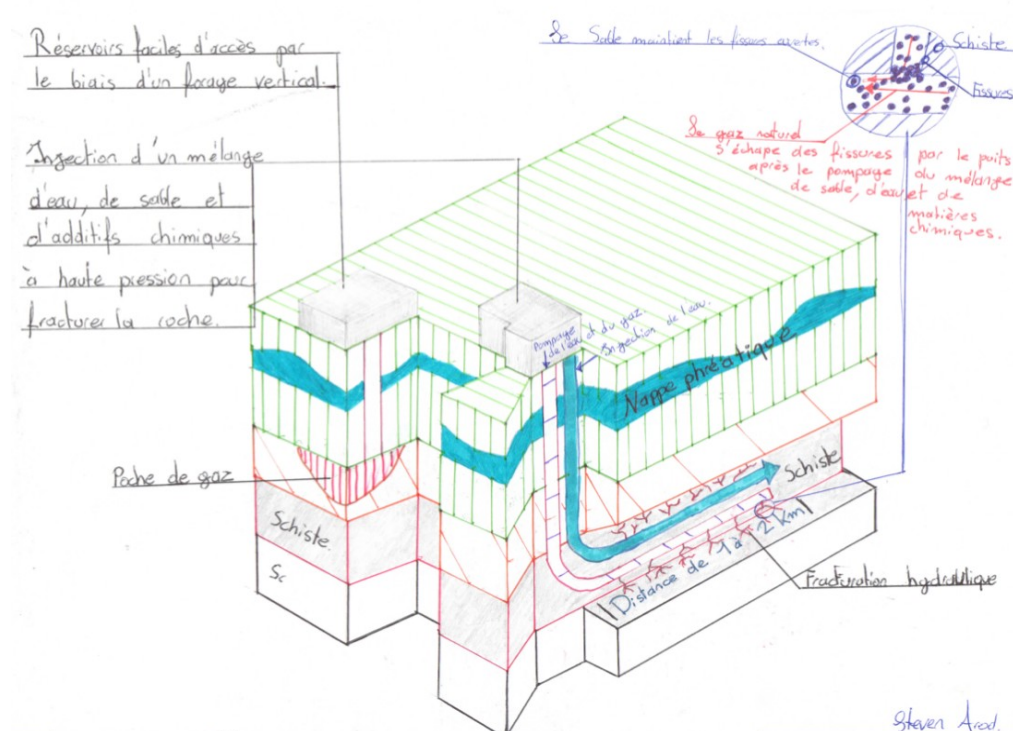 Réservoirs faciles d'accès par
le biais d'un forage vertical.
Injection d'un mélange
d'eau, de sable et
d'additifs chimiques
à haute pression pour
fracturer la roche.
Le Sable maintient les fissures ouvertes.
Schiste
Fissures
Le gaz naturel
s'échape des fissures par le puits
après le pompage du mélange
de sable, d'eau et de
matières
chimiques.
Pompage
de l'eau et du gaz.
Injection de l'eau.
Nappe phréatique
Poche de gaz
Schiste.
Sc
Schiste
Distance de 1 à 2 km
Fracturation hydraulique
Steven Arod.